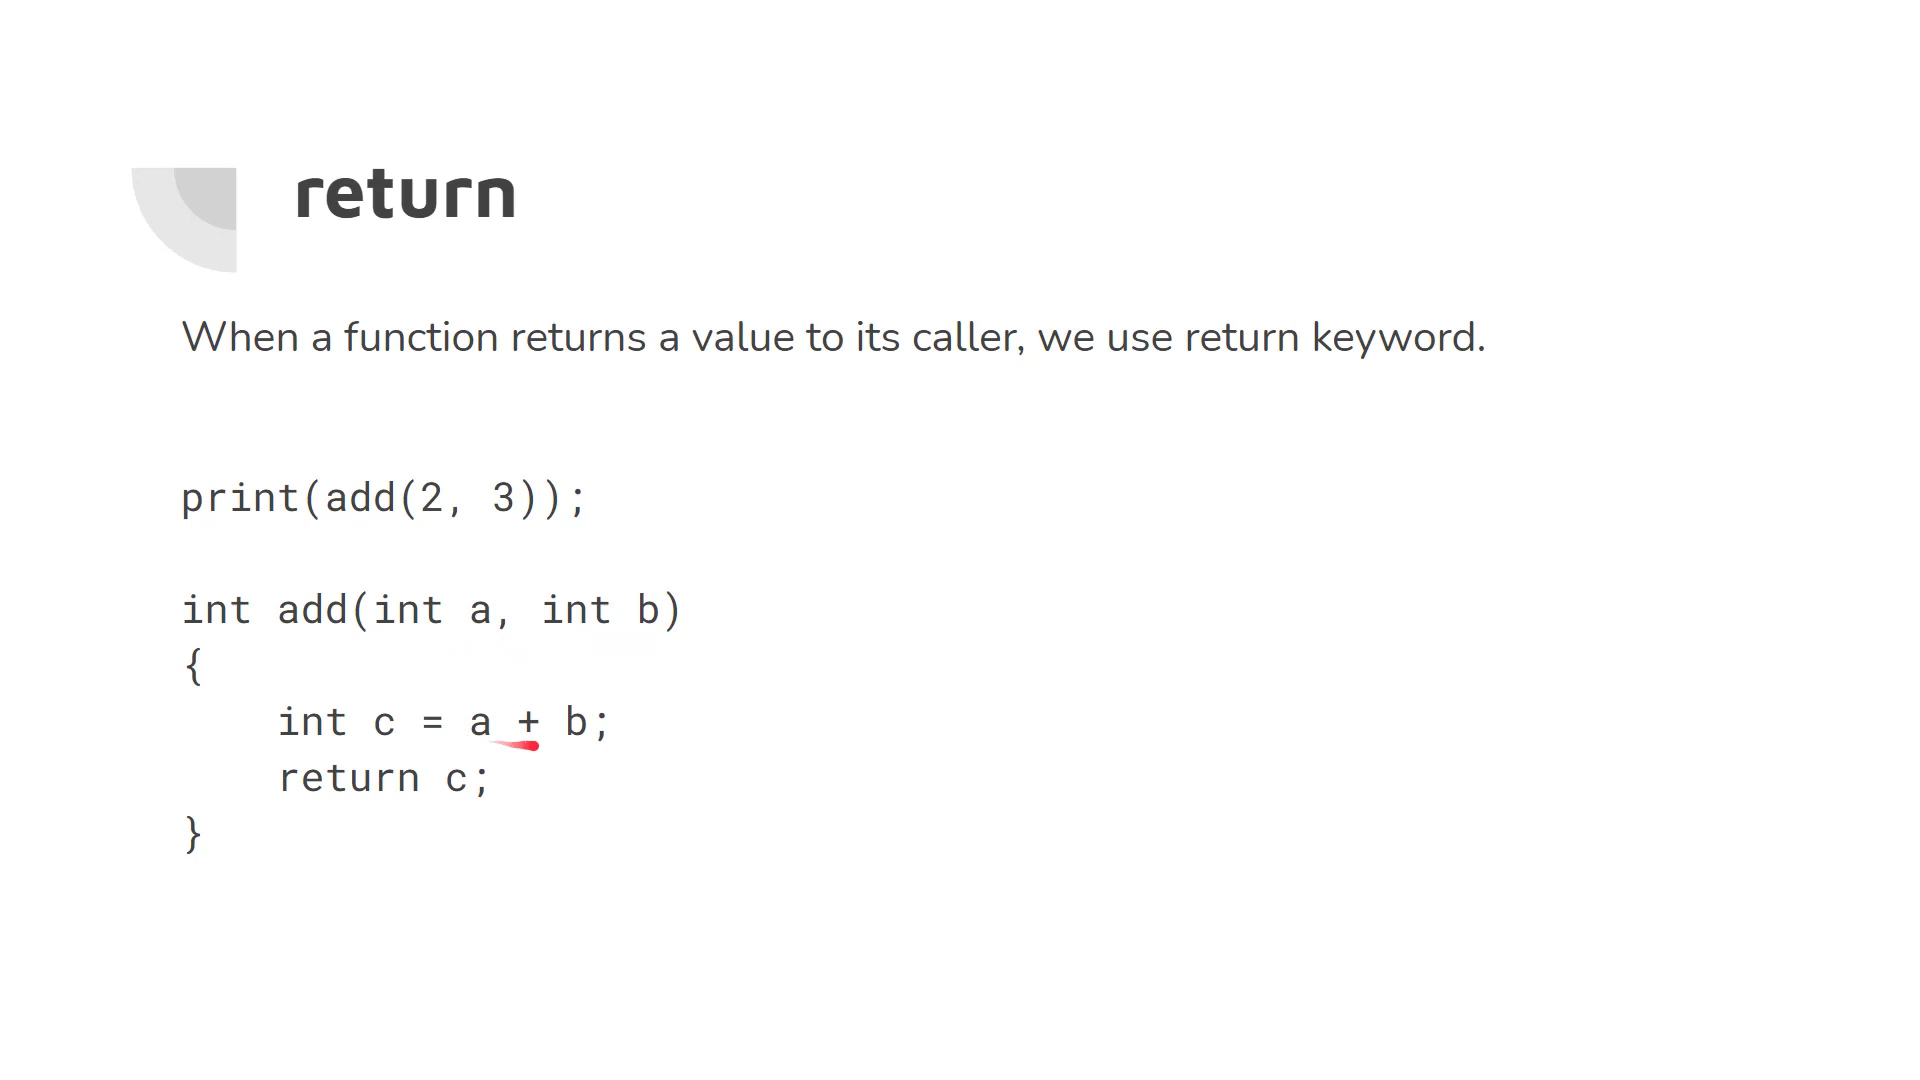 return
When a function returns a value to its caller, we use return keyword.
print(add(2, 3));
int add(int a, int b)
{
    int c = a + b;
    return c;
}